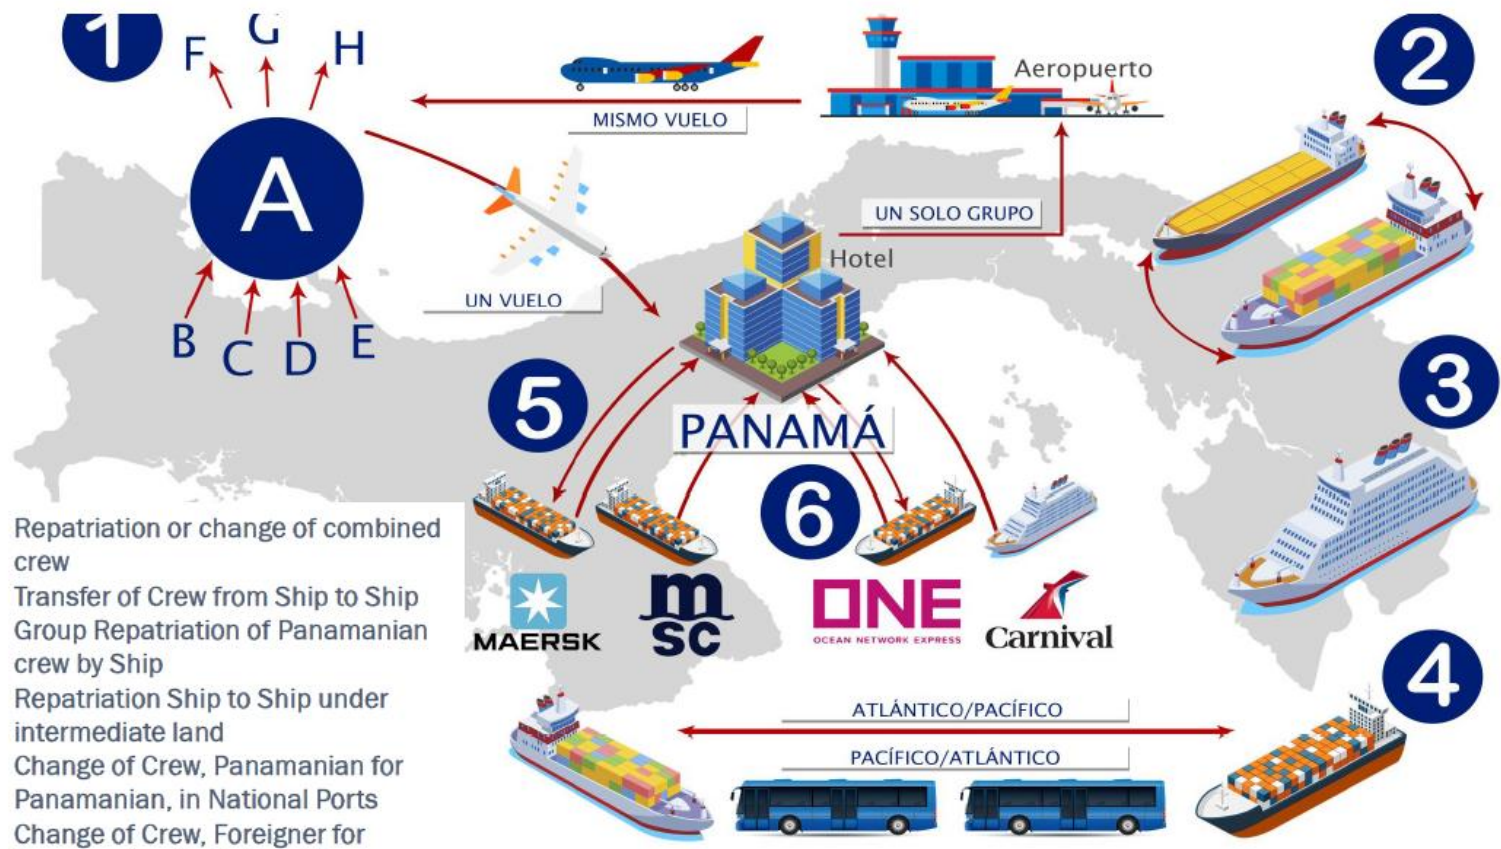 1
F
G
H
A
B
C
D
E
MISMO VUELO
Aeropuerto
2
UN SOLO GRUPO
Hotel
UN VUELO
3
5
PANAMÁ
6
MAERSK
msc
ONE
OCEAN NETWORK EXPRESS
Carnival
4
ATLÁNTICO/PACÍFICO
PACÍFICO/ATLÁNTICO
Repatriation or change of combined
crew
Transfer of Crew from Ship to Ship
Group Repatriation of Panamanian
crew by Ship
Repatriation Ship to Ship under
intermediate land
Change of Crew, Panamanian for
Panamanian, in National Ports
Change of Crew, Foreigner for